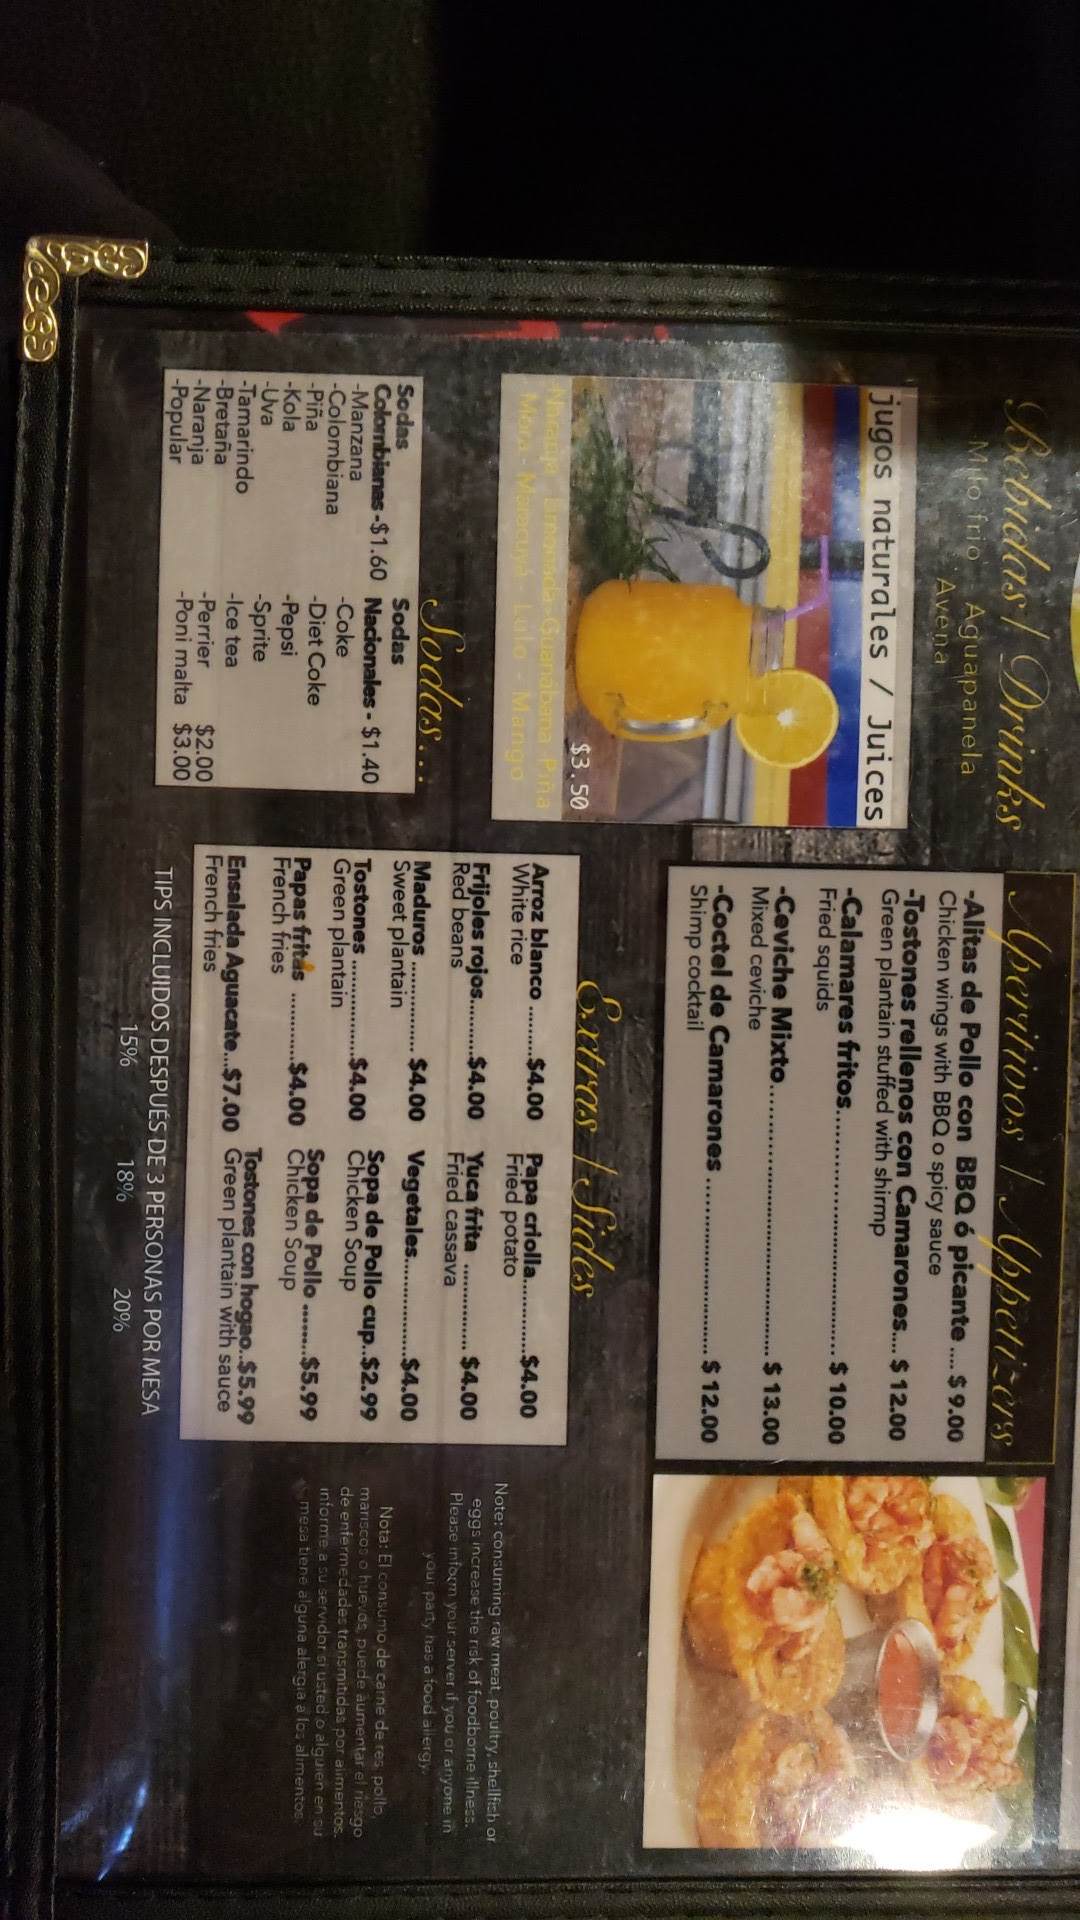 Bebidas / Drinks
Milo frio Aguapanela
Avena
jugos naturales / Juices
$3.50
Naranja - Limonada - Guanabana - Piña
Mora - Maracuyá - Lulo - Mango
Sodas....
Sodas
Colombianas -$1.60
-Manzana
-Colombiana
-Piña
-Kola
-Uva
-Tamarindo
-Bretaña
-Naranja
-Popular
Sodas
Nacionales - $1.40
-Coke
-Diet Coke
-Pepsi
-Sprite
-Ice tea
-Perrier $2.00
-Poni malta $3.00
Aperitivos / Appetizers
-Alitas de Pollo con BBQ ó picante .... $ 9.00
Chicken wings with BBQ o spicy sauce
-Tostones rellenos con Camarones... $ 12.00
Green plantain stuffed with shirmp
-Calamares fritos................................ $ 10.00
Fried squids
-Ceviche Mixto..................................... $ 13.00
Mixed ceviche
-Coctel de Camarones ........................ $ 12.00
Shimp cocktail
Extras / Sides
Arroz blanco ........$4.00
White rice
Frijoles rojos.........$4.00
Red beans
Maduros .............. $4.00
Sweet plantain
Tostones ...............$4.00
Green plantain
Papas fritas ..........$4.00
French fries
Ensalada Aguacate...$7.00
French fries
Papa criolla...........$4.00
Fried potato
Yuca frita .............. $4.00
Fried cassava
Vegetales..............$4.00
Sopa de Pollo cup..$2.99
Chicken Soup
Sopa de Pollo ........$5.99
Chicken Soup
Tostones con hogao..$5.99
Green plantain with sauce
TIPS INCLUIDOS DESPUÉS DE 3 PERSONAS POR MESA
15% 18% 20%
Note: consuming raw meat, poultry, shellfish or
eggs increase the risk of foodborne illness.
Please inform your server if you or anyone in
your party has a food allergy.
Nota: El consumo de carne de res, pollo,
mariscos o huevos, puede aumentar el riesgo
de enfermedades transmitidas por alimentos.
informe a su servidor si usted o alguien en su
mesa tiene alguna alergia a los alimentos.